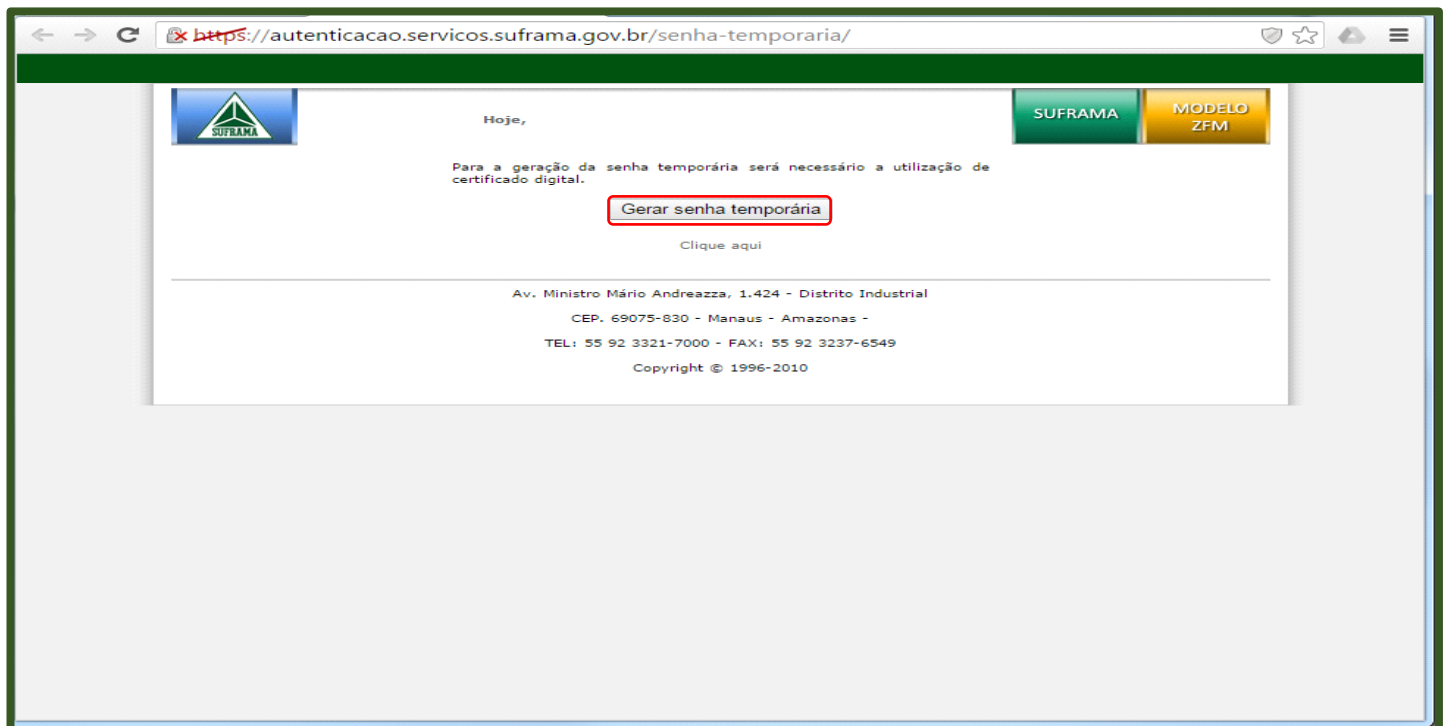 https://autenticacao.servicos.suframa.gov.br/senha-temporaria/
SUFRAMA
Hoje,
SUFRAMA
MODELO
ZFM
Para a geração da senha temporária será necessário a utilização de
certificado digital.
Gerar senha temporária
Clique aqui
Av. Ministro Mário Andreazza, 1.424 - Distrito Industrial
CEP. 69075-830 - Manaus - Amazonas -
TEL: 55 92 3321-7000 - FAX: 55 92 3237-6549
Copyright © 1996-2010